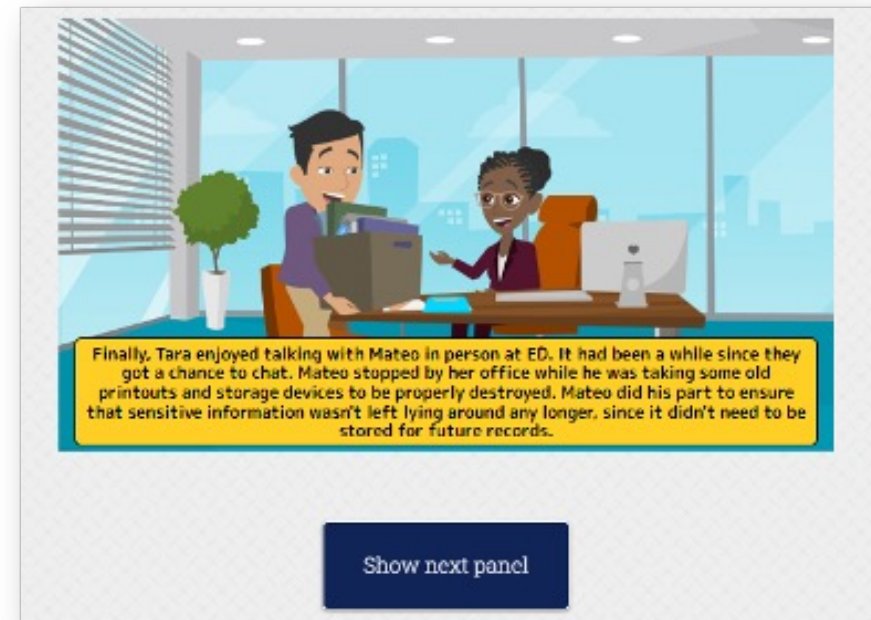 Finally, Tara enjoyed talking with Mateo in person at ED. It had been a while since they
got a chance to chat. Mateo stopped by her office while he was taking some old
printouts and storage devices to be properly destroyed. Mateo did his part to ensure
that sensitive information wasn't left lying around any longer, since it didn't need to be
stored for future records.
Show next panel